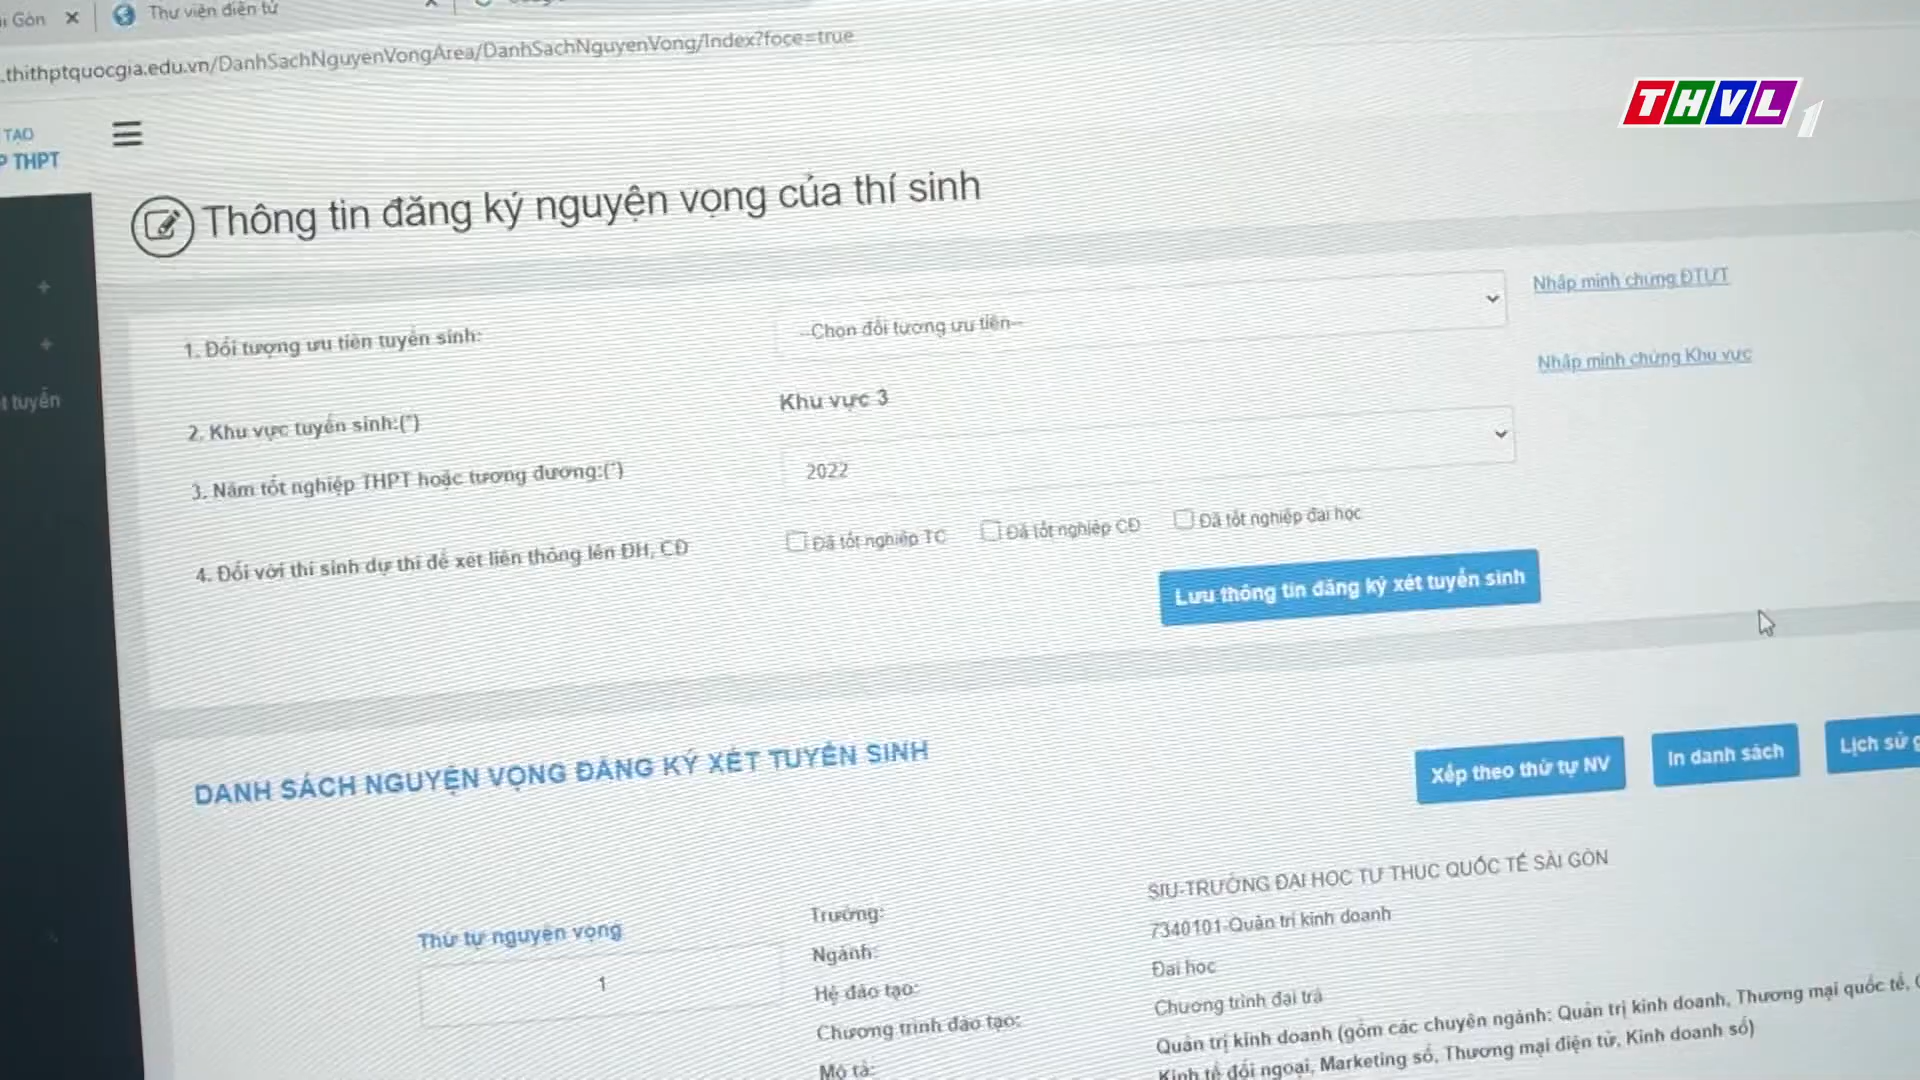 Gòn
Thư viện điện tử
.thithptquocgia.edu.vn/DanhSachNguyenVongArea/DanhSachNguyenVong/Index?foce=true
THVL 1
TẠO
THPT
Thông tin đăng ký nguyện vọng của thí sinh
1. Đối tượng ưu tiên tuyển sinh:
--Chọn đối tượng ưu tiên--
Nhập minh chứng ĐTƯT
t tuyển
2. Khu vực tuyển sinh:(*)
Khu vực 3
Nhập minh chứng Khu vực
3. Năm tốt nghiệp THPT hoặc tương đương:(*)
2022
4. Đối với thí sinh dự thi để xét liên thông lên ĐH, CĐ
Đã tốt nghiệp TC
Đã tốt nghiệp CĐ
Đã tốt nghiệp đại học
Lưu thông tin đăng ký xét tuyển sinh
DANH SÁCH NGUYỆN VỌNG ĐĂNG KÝ XÉT TUYỂN SINH
Xếp theo thứ tự NV
In danh sách
Lịch sử
Thứ tự nguyện vọng
1
Trường:
SIU-TRƯỜNG ĐẠI HỌC TƯ THỤC QUỐC TẾ SÀI GÒN
Ngành:
7340101-Quản trị kinh doanh
Hệ đào tạo:
Đại học
Chương trình đào tạo:
Chương trình đại trà
Mô tả:
Quản trị kinh doanh (gồm các chuyên ngành: Quản trị kinh doanh, Thương mại quốc tế,
Kinh tế đối ngoại, Marketing số, Thương mại điện tử, Kinh doanh số)